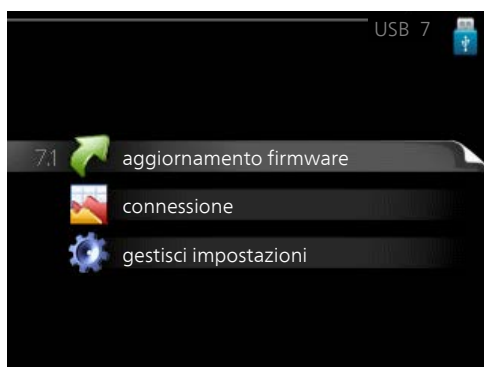 USB 7
7.1 aggiornamento firmware
connessione
gestisci impostazioni